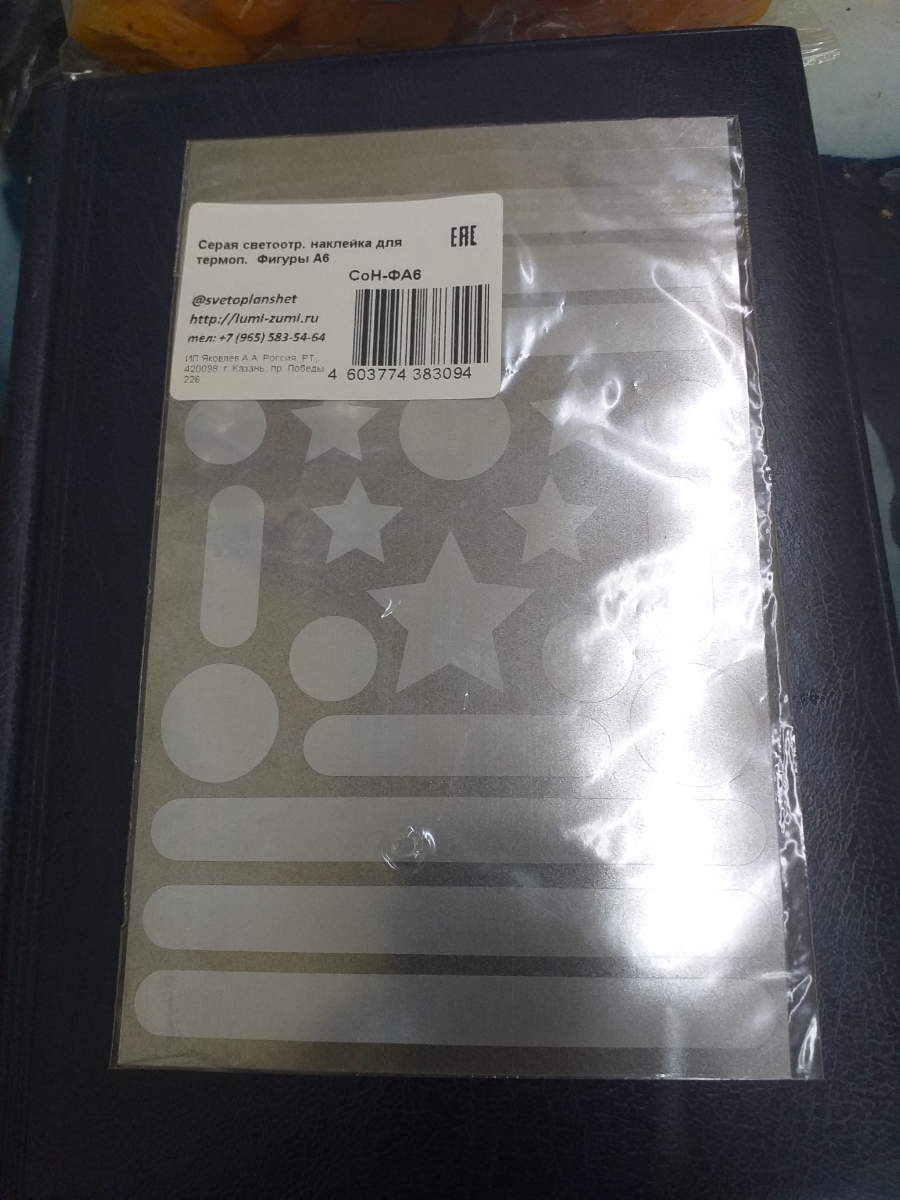 Серая светоотр. наклейка для
термоп. Фигуры А6
EAC
СоН-ФА6
@svetoplanshet
http://lumi-zumi.ru
тел: +7 (965) 583-54-64
ИП Яковлев А.А. Россия, РТ,
420098, г. Казань, пр. Победы
226
4 603774 383094